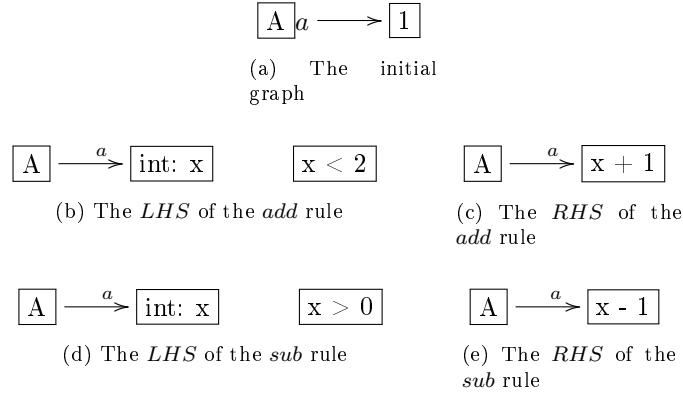 A a 1
(a) The initial
graph
A a int: x x < 2 A a x + 1
(b) The LHS of the add rule (c) The RHS of the
add rule
A a int: x x > 0 A a x - 1
(d) The LHS of the sub rule (e) The RHS of the
sub rule